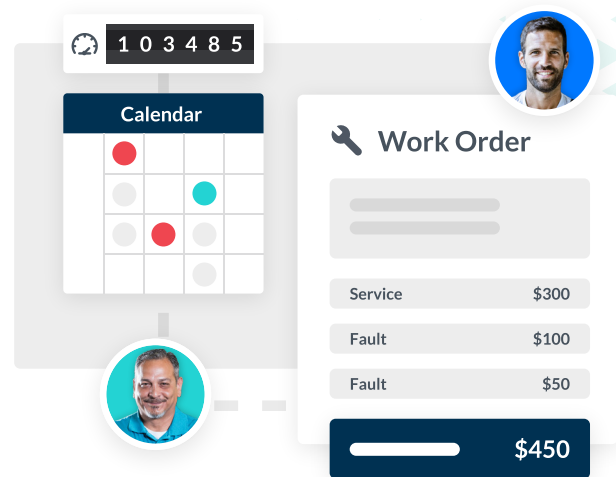 103485
Calendar
Work Order
Service $300
Fault $100
Fault $50
$450